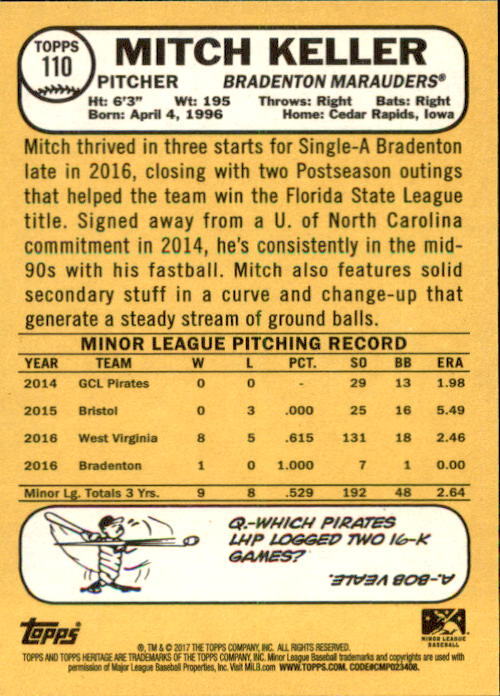 TOPPS
110
MITCH KELLER
PITCHER BRADENTON MARAUDERS®
Ht: 6'3" Wt: 195 Throws: Right Bats: Right
Born: April 4, 1996 Home: Cedar Rapids, Iowa
Mitch thrived in three starts for Single-A Bradenton
late in 2016, closing with two Postseason outings
that helped the team win the Florida State League
title. Signed away from a U. of North Carolina
commitment in 2014, he's consistently in the mid-
90s with his fastball. Mitch also features solid
secondary stuff in a curve and change-up that
generate a steady stream of ground balls.
MINOR LEAGUE PITCHING RECORD
YEAR TEAM W L PCT. SO BB ERA
2014 GCL Pirates 0 0 - 29 13 1.98
2015 Bristol 0 3 .000 25 16 5.49
2016 West Virginia 8 5 .615 131 18 2.46
2016 Bradenton 1 0 1.000 7 1 0.00
Minor Lg. Totals 3 Yrs. 9 8 .529 192 48 2.64
Q.-WHICH PIRATES
LHP LOGGED TWO 16-K
GAMES?
A.-BOB VEALE.
Topps
MINOR LEAGUE
BASEBALL
®, TM & © 2017 THE TOPPS COMPANY, INC. ALL RIGHTS RESERVED.
TOPPS AND TOPPS HERITAGE ARE TRADEMARKS OF THE TOPPS COMPANY, INC. Minor League Baseball trademarks and copyrights are used with
permission of Major League Baseball Properties, Inc. Visit MiLB.com. WWW.TOPPS.COM. CODE#CMP023408.